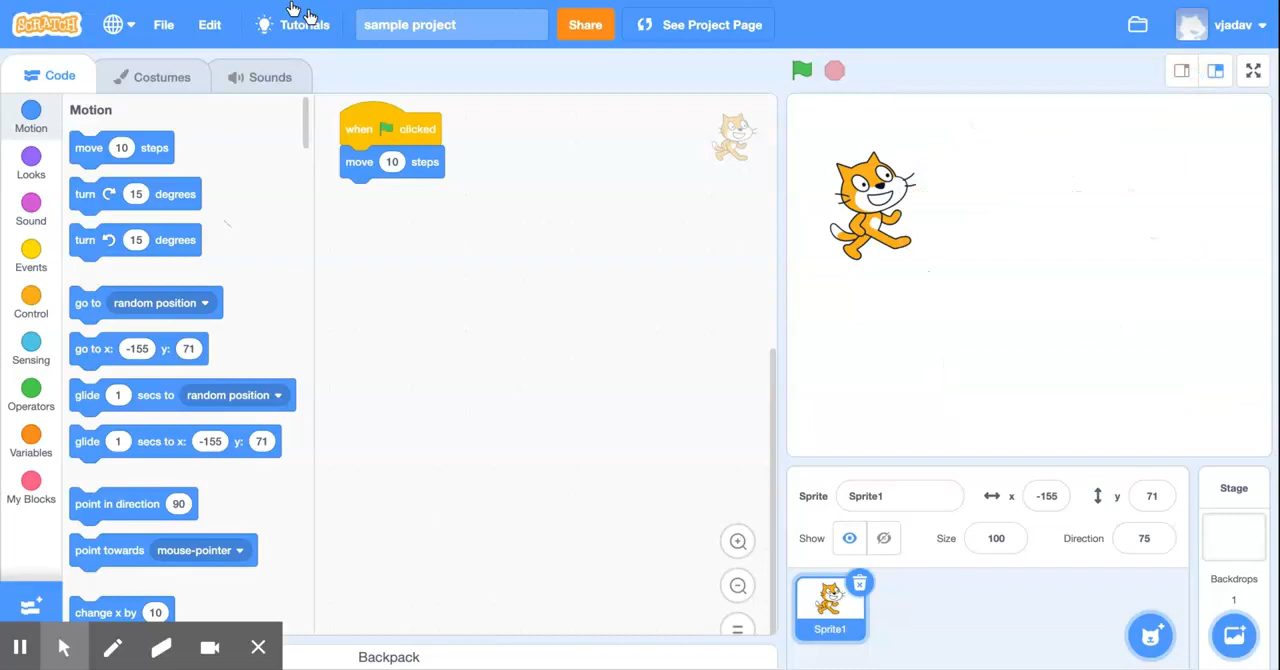 SCRATCH File Edit Tutorials sample project Share See Project Page vjadav
Code Costumes Sounds
Motion
Looks
Sound
Events
Control
Sensing
Operators
Variables
My Blocks
Motion
move 10 steps
turn 15 degrees
turn 15 degrees
go to random position
go to x: -155 y: 71
glide 1 secs to random position
glide 1 secs to x: -155 y: 71
point in direction 90
point towards mouse-pointer
change x by 10
when clicked
move 10 steps
Backpack
Sprite Sprite1 x -155 y 71
Show Size 100 Direction 75
Sprite1
Stage
Backdrops
1